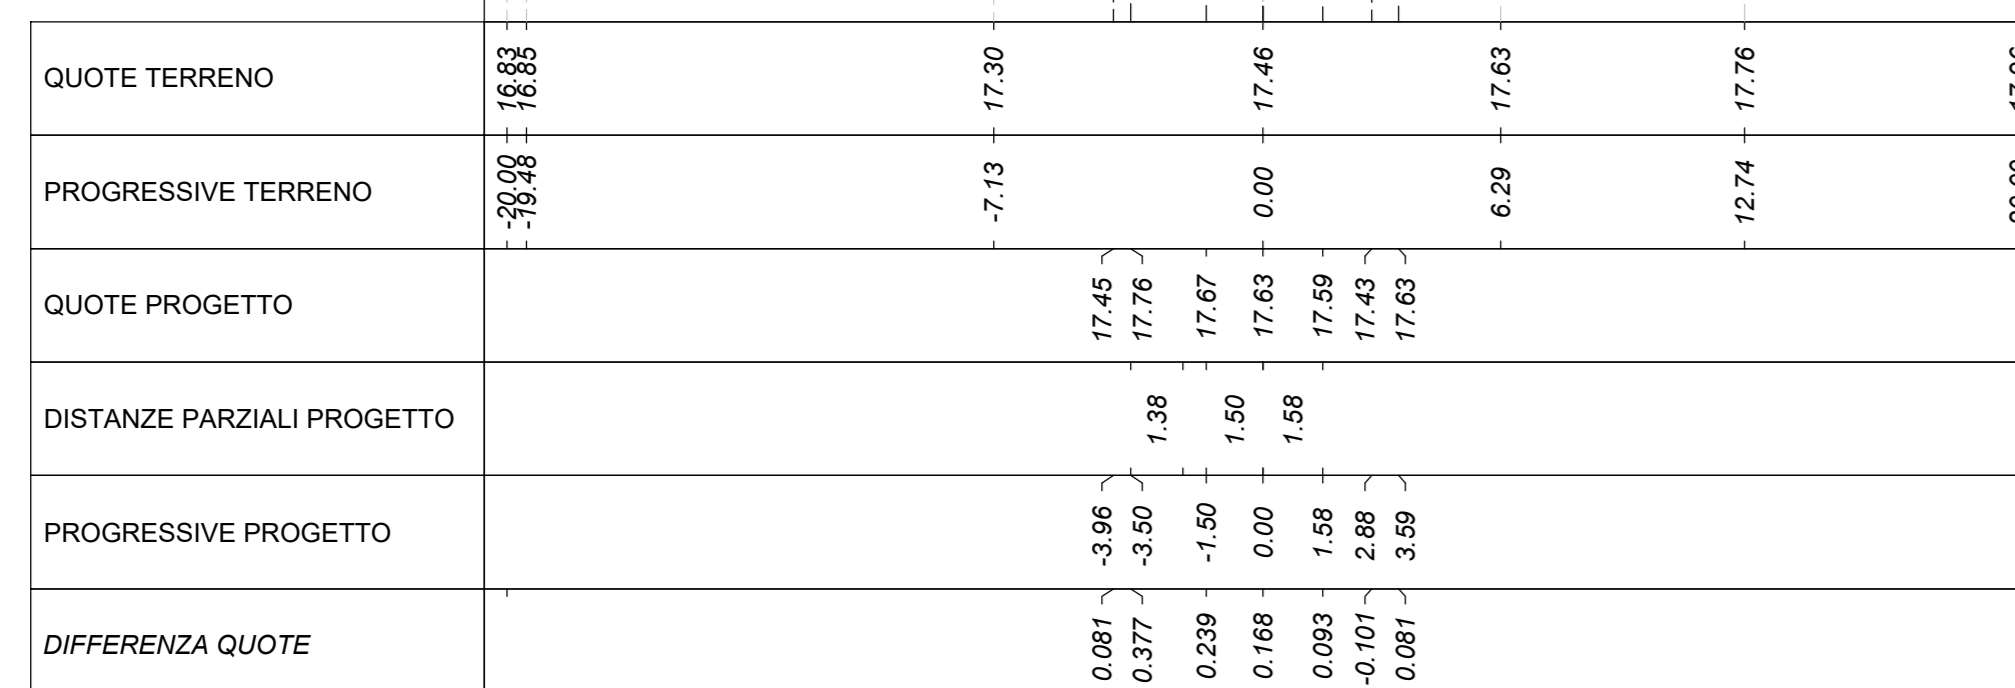 QUOTE TERRENO 16.83 16.85 17.30 17.46 17.63 17.76
PROGRESSIVE TERRENO -20.00 -19.48 -7.13 0.00 6.29 12.74
QUOTE PROGETTO 17.45 17.76 17.67 17.63 17.59 17.43 17.63
DISTANZE PARZIALI PROGETTO 1.38 1.50 1.58
PROGRESSIVE PROGETTO -3.96 -3.50 -1.50 0.00 1.58 2.88 3.59
DIFFERENZA QUOTE 0.081 0.377 0.239 0.168 0.093 -0.101 0.081